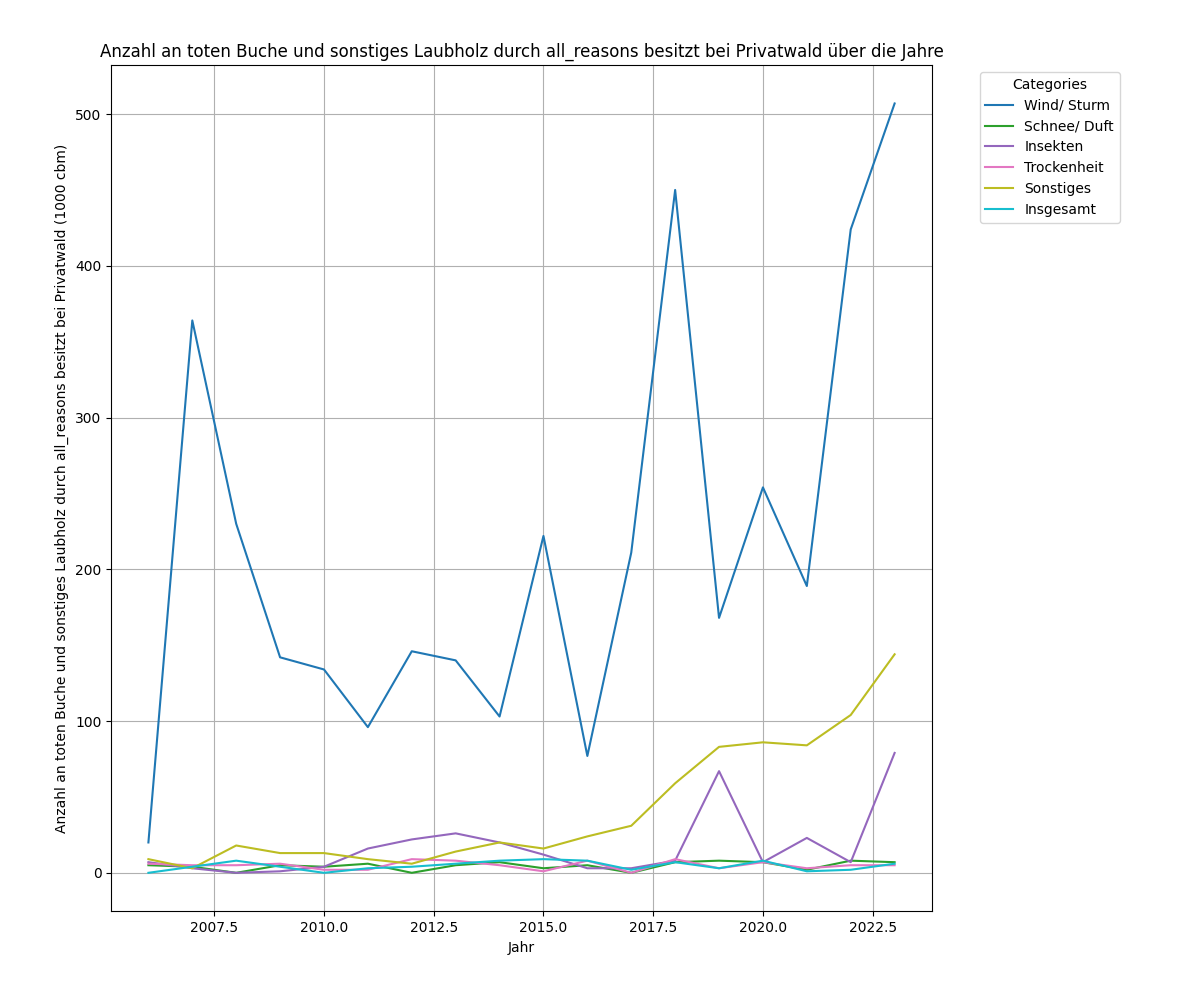 Anzahl an toten Buche und sonstiges Laubholz durch all_reasons besitzt bei Privatwald über die Jahre
Anzahl an toten Buche und sonstiges Laubholz durch all_reasons besitzt bei Privatwald (1000 cbm)
500
400
300
200
100
0
2007.5
2010.0
2012.5
2015.0
2017.5
2020.0
2022.5
Jahr
Categories
Wind/ Sturm
Schnee/ Duft
Insekten
Trockenheit
Sonstiges
Insgesamt